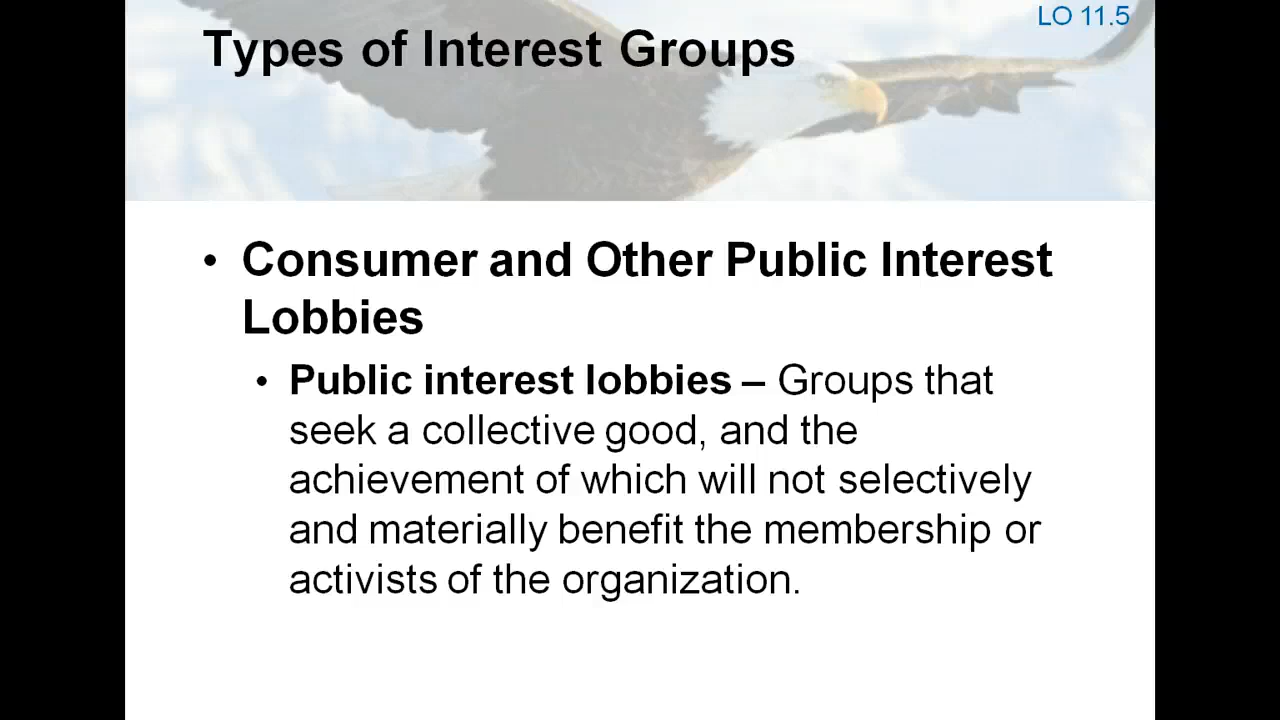 LO 11.5
Types of Interest Groups
• Consumer and Other Public Interest
Lobbies
• Public interest lobbies – Groups that
seek a collective good, and the
achievement of which will not selectively
and materially benefit the membership or
activists of the organization.